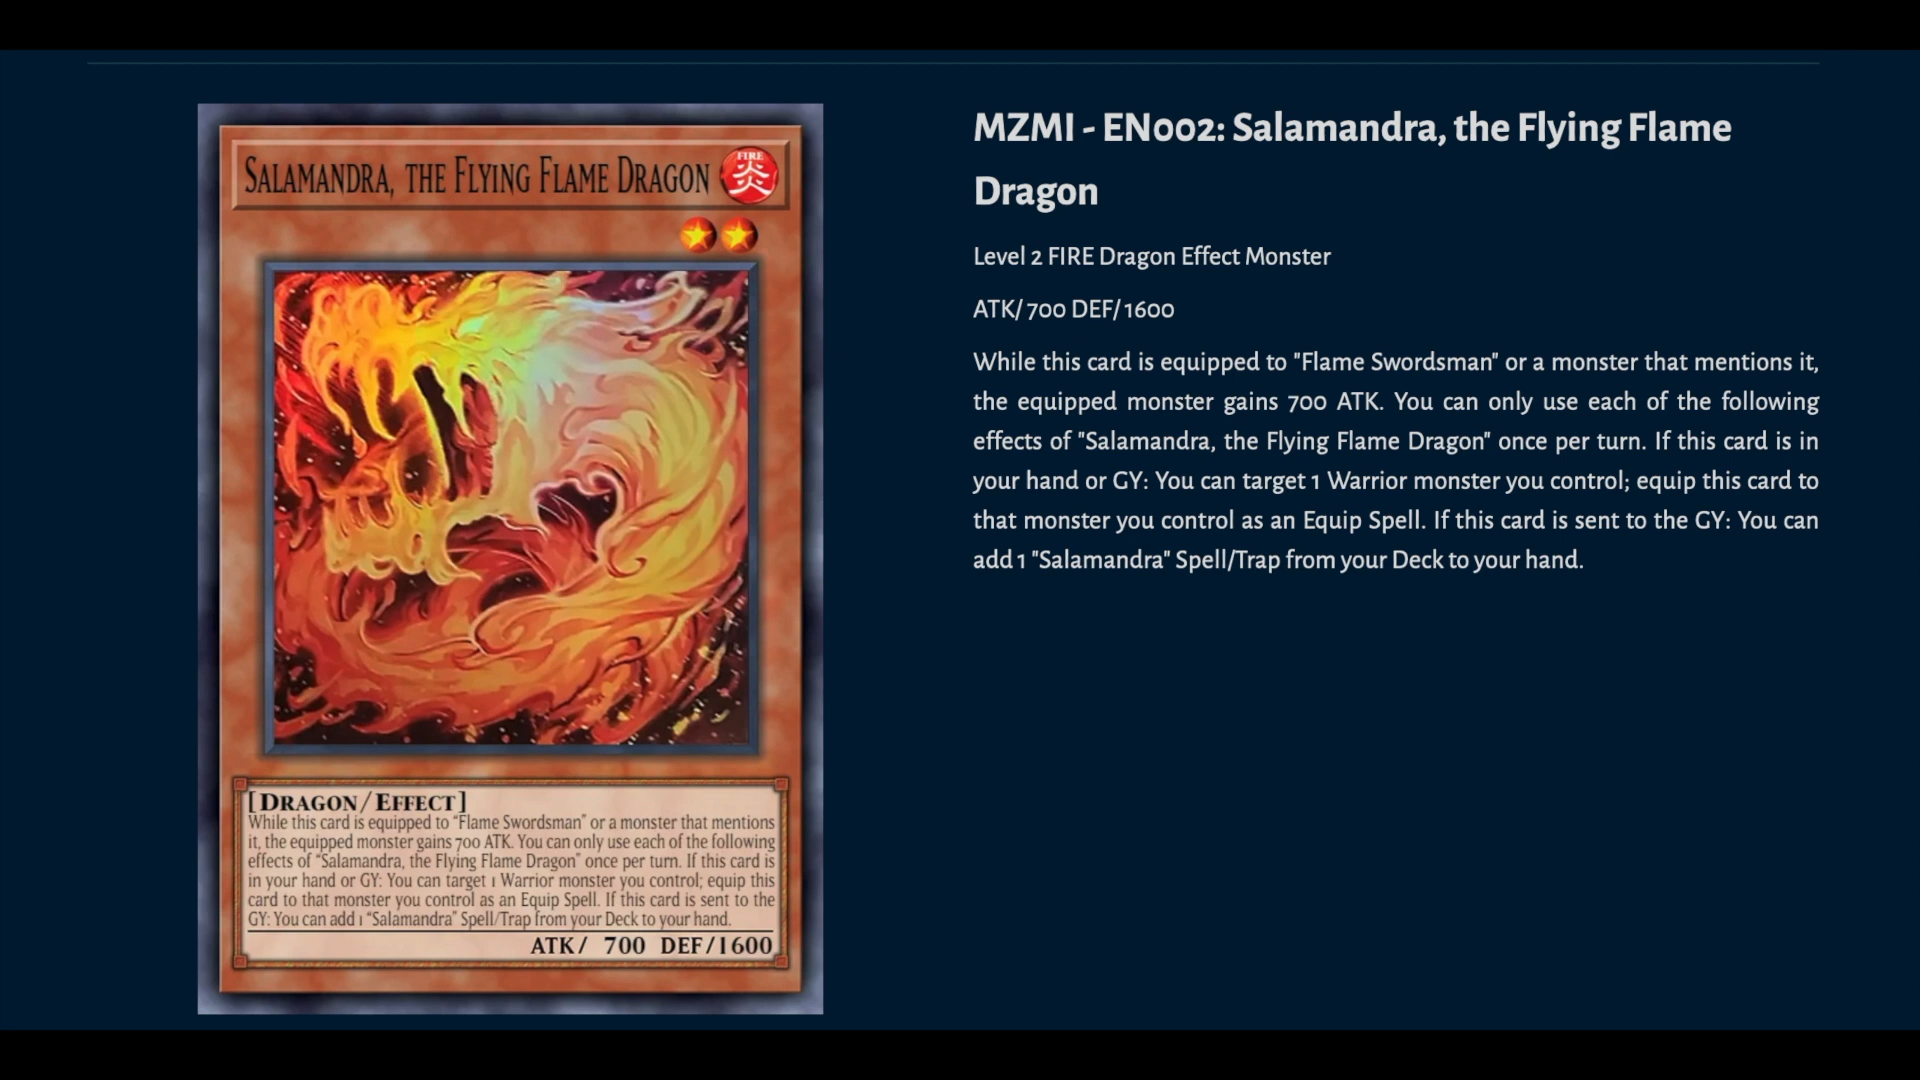 SALAMANDRA, THE FLYING FLAME DRAGON
FIRE
炎
[DRAGON/EFFECT]
While this card is equipped to “Flame Swordsman” or a monster that mentions
it, the equipped monster gains 700 ATK. You can only use each of the following
effects of “Salamandra, the Flying Flame Dragon” once per turn. If this card is
in your hand or GY: You can target 1 Warrior monster you control; equip this
card to that monster you control as an Equip Spell. If this card is sent to the
GY: You can add 1 “Salamandra” Spell/Trap from your Deck to your hand.
ATK/ 700 DEF/1600
MZMI - EN002: Salamandra, the Flying Flame
Dragon
Level 2 FIRE Dragon Effect Monster
ATK/ 700 DEF/ 1600
While this card is equipped to "Flame Swordsman" or a monster that mentions it,
the equipped monster gains 700 ATK. You can only use each of the following
effects of "Salamandra, the Flying Flame Dragon" once per turn. If this card is in
your hand or GY: You can target 1 Warrior monster you control; equip this card to
that monster you control as an Equip Spell. If this card is sent to the GY: You can
add 1 "Salamandra" Spell/Trap from your Deck to your hand.